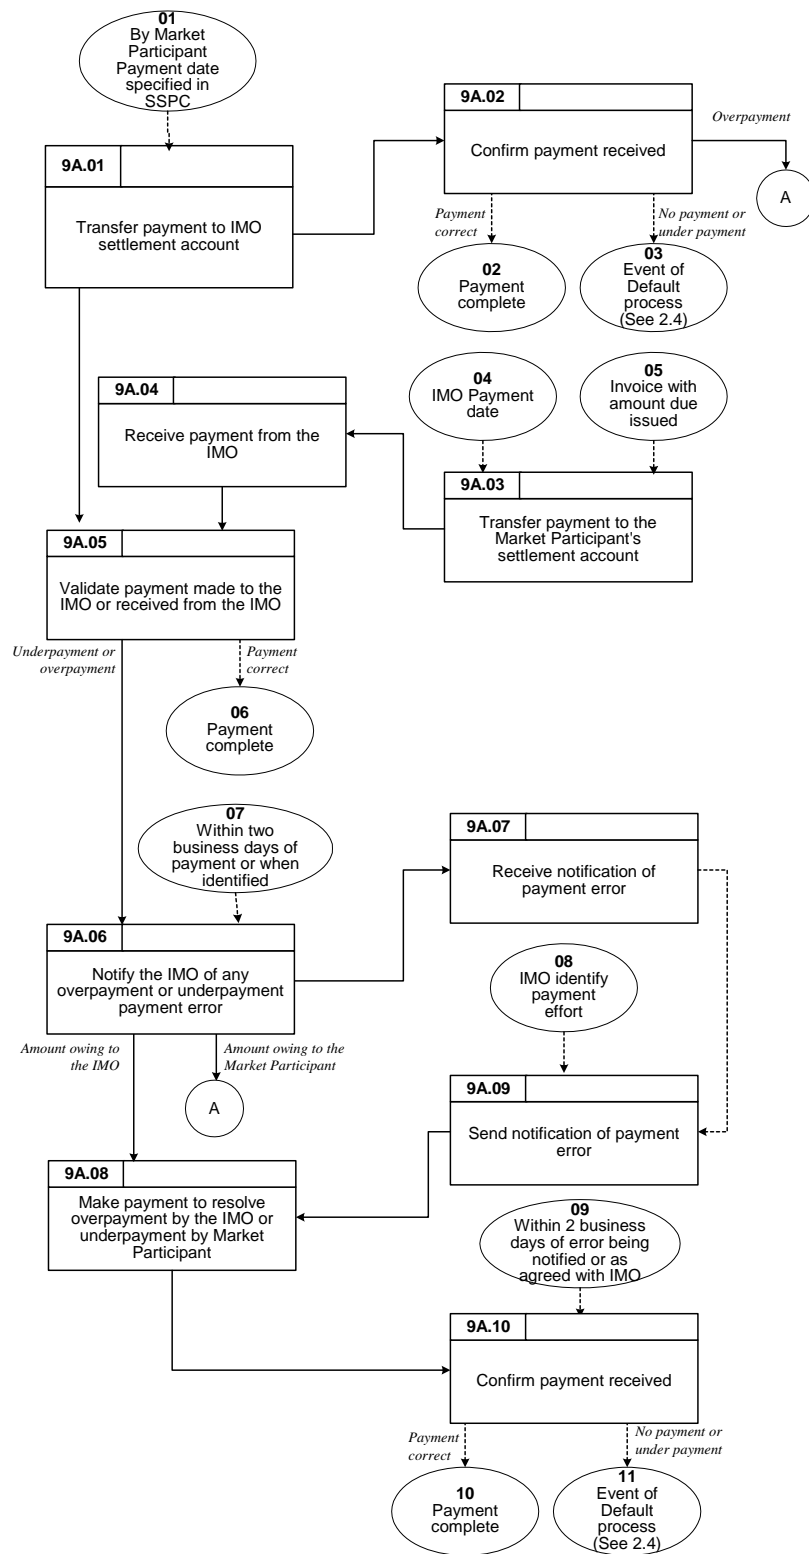 01
By Market
Participant
Payment date
specified in
SSPC
9A.02
Overpayment
9A.01
Confirm payment received
A
Transfer payment to IMO
settlement account
Payment
correct
No payment or
under payment
02
Payment
complete
03
Event of
Default
process
(See 2.4)
9A.04
04
IMO Payment
date
05
Invoice with
amount due
issued
Receive payment from the
IMO
9A.03
Transfer payment to the
Market Participant's
settlement account
9A.05
Validate payment made to
the IMO or received from the IMO
Underpayment or
overpayment
Payment
correct
06
Payment
complete
07
Within two
business days of
payment or when
identified
9A.07
Receive notification of
payment error
9A.06
Notify the IMO of any
overpayment or underpayment
payment error
08
IMO identify
payment
effort
Amount owing to
the IMO
Amount owing to the
Market Participant
A
9A.09
Send notification of payment
error
9A.08
Make payment to resolve
overpayment by the IMO or
underpayment by Market
Participant
09
Within 2 business
days of error being
notified or as
agreed with IMO
9A.10
Confirm payment received
Payment
correct
No payment or
under payment
10
Payment
complete
11
Event of
Default
process
(See 2.4)